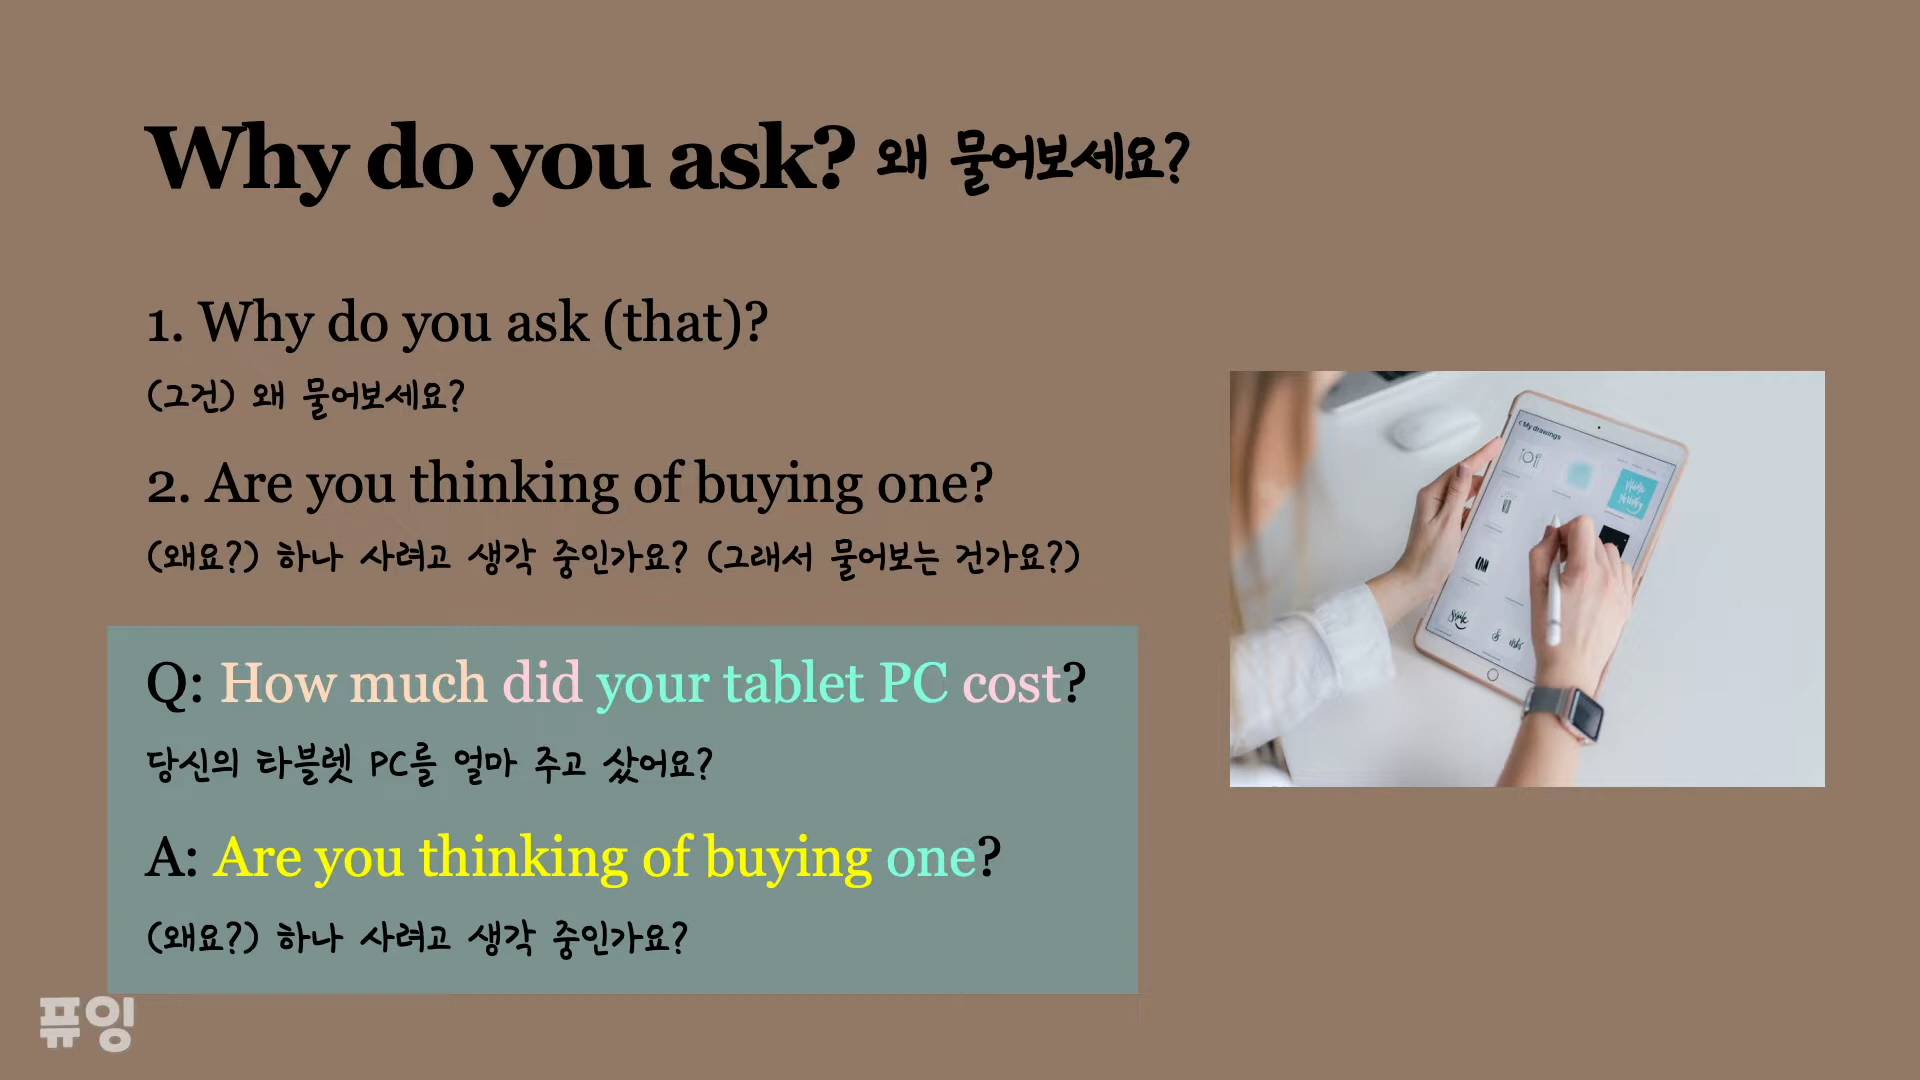 Why do you ask? 왜 물어보세요?
1. Why do you ask (that)?
(그건) 왜 물어보세요?
2. Are you thinking of buying one?
(왜요?) 하나 사려고 생각 중인가요? (그래서 물어보는 건가요?)
Q: How much did your tablet PC cost?
당신의 타블렛 PC를 얼마 주고 샀어요?
A: Are you thinking of buying one?
(왜요?) 하나 사려고 생각 중인가요?
My drawings
Smile
퓨잉